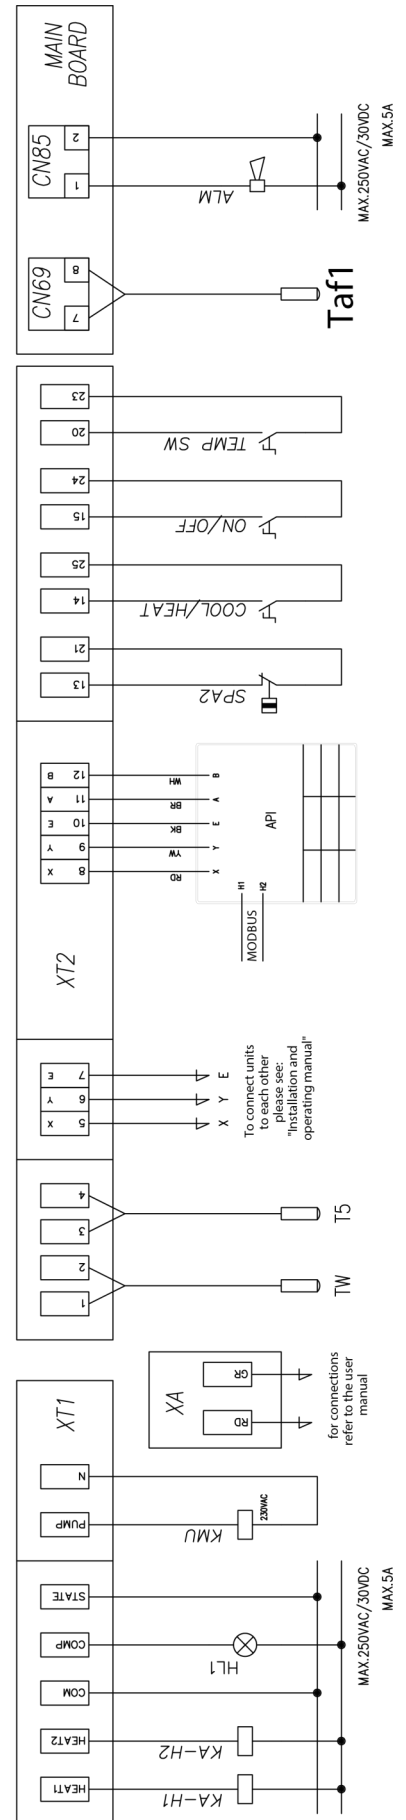 MAIN
BOARD
CN85
2
1
ALM
MAX.250VAC/30VDC
MAX.5A
CN69
8
7
Taf1
23
20
TEMP SW
24
15
ON/OFF
25
14
COOL/HEAT
21
13
SPA2
XT2
B 12 WH B
A 11 BR A
E 10 BK E
Y 9 YW Y
X 8 RD X
API
H1
H2
MODBUS
E 7 E
Y 6 Y
X 5 X
To connect units
to each other
please see:
"Installation and
operating manual"
4
3
T5
2
1
TW
XA
GR
RD
for connections
refer to the user
manual
XT1
N
PUMP
KMU
230VAC
STATE
COMP
HL1
COM
HEAT2
KA-H2
HEAT1
KA-H1
MAX.250VAC/30VDC
MAX.5A